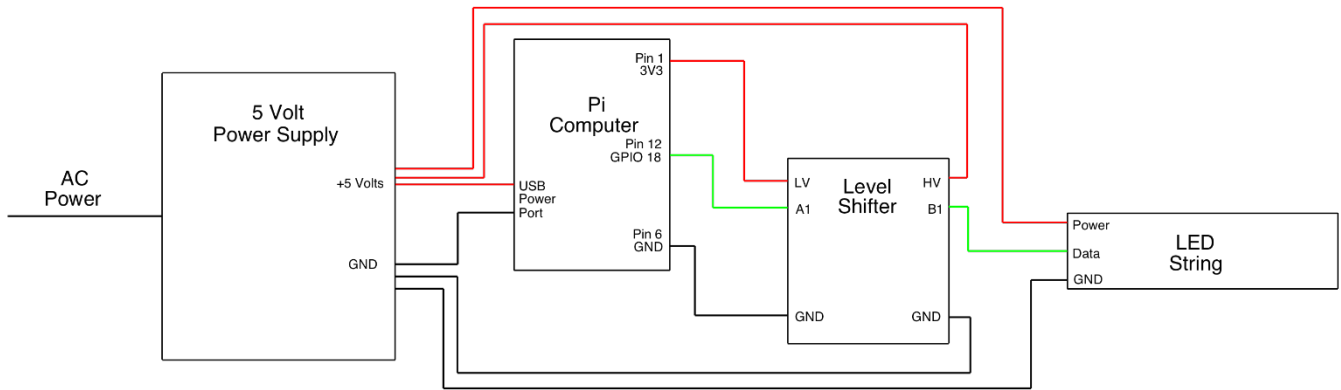 AC
Power
5 Volt
Power Supply
+5 Volts
GND
Pi
Computer
Pin 1
3V3
Pin 12
GPIO 18
USB
Power
Port
Pin 6
GND
Level
Shifter
LV
A1
GND
HV
B1
GND
Power
Data
GND
LED
String